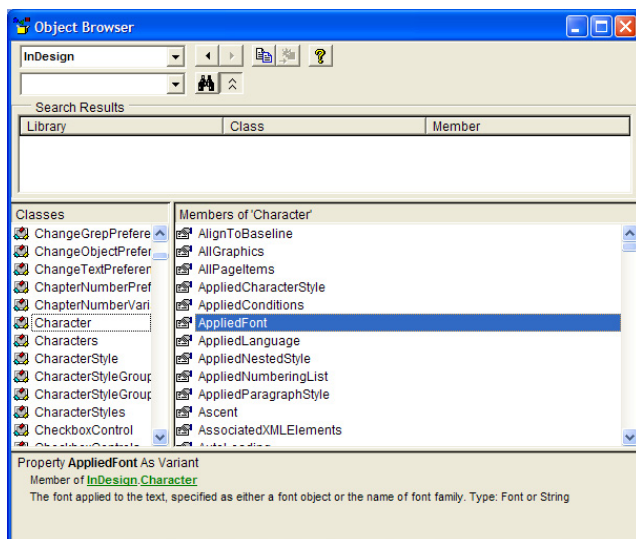 Object Browser
InDesign
Search Results
Library Class Member
Classes
ChangeGrepPrefere
ChangeObjectPrefer
ChangeTextPreferen
ChapterNumberPref
ChapterNumberVari
Character
Characters
CharacterStyle
CharacterStyleGroup
CharacterStyleGroup
CharacterStyles
CheckboxControl
CheckboxControls
Members of 'Character'
AlignToBaseline
AllGraphics
AllPageItems
AppliedCharacterStyle
AppliedConditions
AppliedFont
AppliedLanguage
AppliedNestedStyle
AppliedNumberingList
AppliedParagraphStyle
Ascent
AssociatedXMLElements
AutoLeading
Property AppliedFont As Variant
Member of InDesign.Character
The font applied to the text, specified as either a font object or the name of font family. Type: Font or String